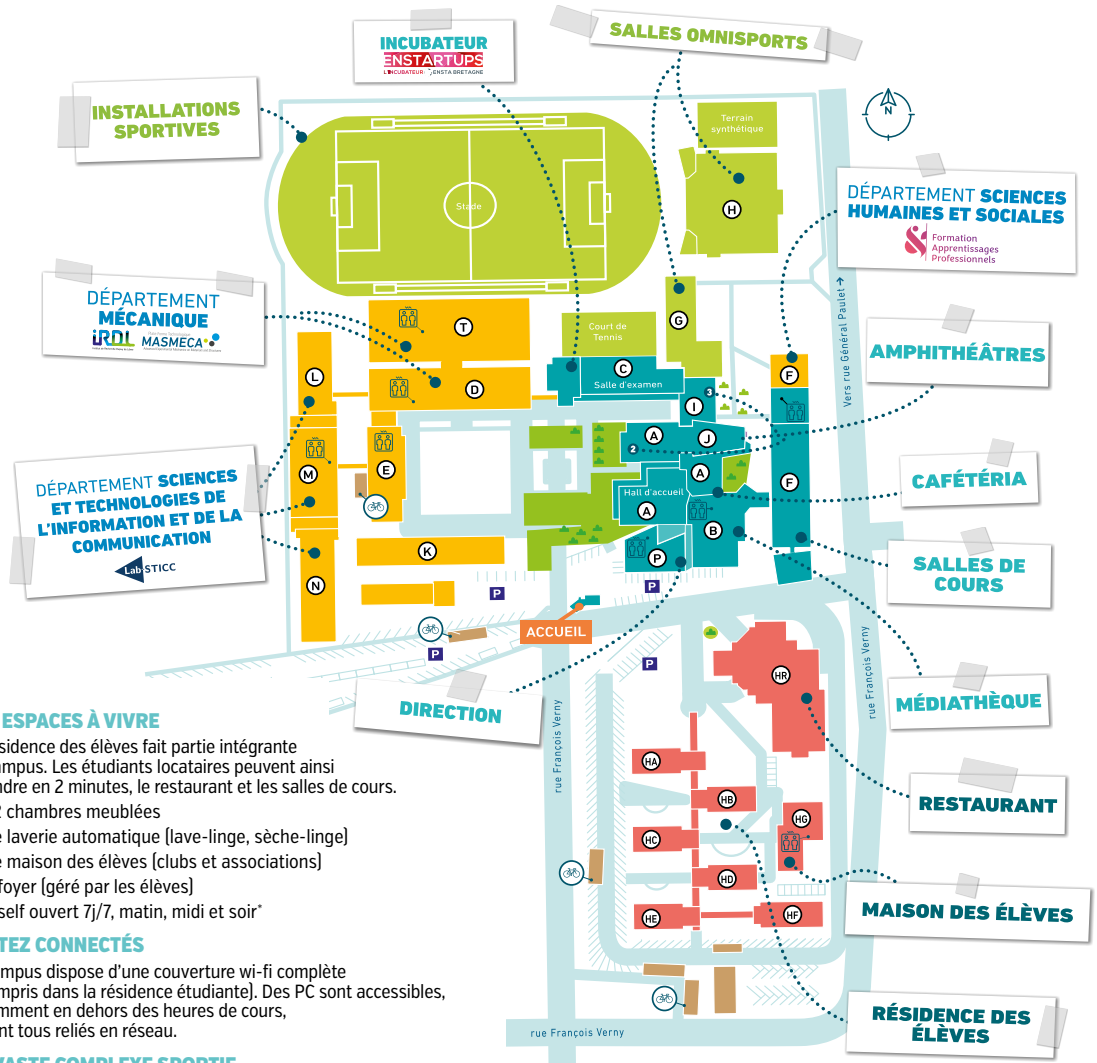 INCUBATEUR
ENSTARTUPS
L'INCUBATEUR ENSTA BRETAGNE
SALLES OMNISPORTS
INSTALLATIONS
SPORTIVES
N
Terrain
synthétique
H
Stade
DÉPARTEMENT SCIENCES
HUMAINES ET SOCIALES
Formation
Apprentissages
Professionnels
Vers rue Général Paulet →
DÉPARTEMENT
MÉCANIQUE
IRDL
MASMECA
T
G
Court de
Tennis
AMPHITHÉÂTRES
L
D
C
Salle d'examen
F
3
I
A
J
2
M
E
A
F
Hall d'accueil
A
B
CAFÉTÉRIA
DÉPARTEMENT SCIENCES
ET TECHNOLOGIES DE
L'INFORMATION ET DE LA
COMMUNICATION
Lab-STICC
K
P
N
SALLES DE
COURS
P
P
ACCUEIL
P
P
DIRECTION
HR
rue François Verny
MÉDIATHÈQUE
rue François Verny
ESPACES À VIVRE
sidence des élèves fait partie intégrante
ampus. Les étudiants locataires peuvent ainsi
ndre en 2 minutes, le restaurant et les salles de cours.
2 chambres meublées
e laverie automatique (lave-linge, sèche-linge)
e maison des élèves (clubs et associations)
foyer (géré par les élèves)
self ouvert 7j/7, matin, midi et soir*
TEZ CONNECTÉS
ampus dispose d'une couverture wi-fi complète
mpris dans la résidence étudiante). Des PC sont accessibles,
mment en dehors des heures de cours,
nt tous reliés en réseau.
VASTE COMPLEXE SPORTIF
HA
HB
HC
HG
HD
HE
HF
RESTAURANT
MAISON DES ÉLÈVES
RÉSIDENCE DES
ÉLÈVES
rue François Verny